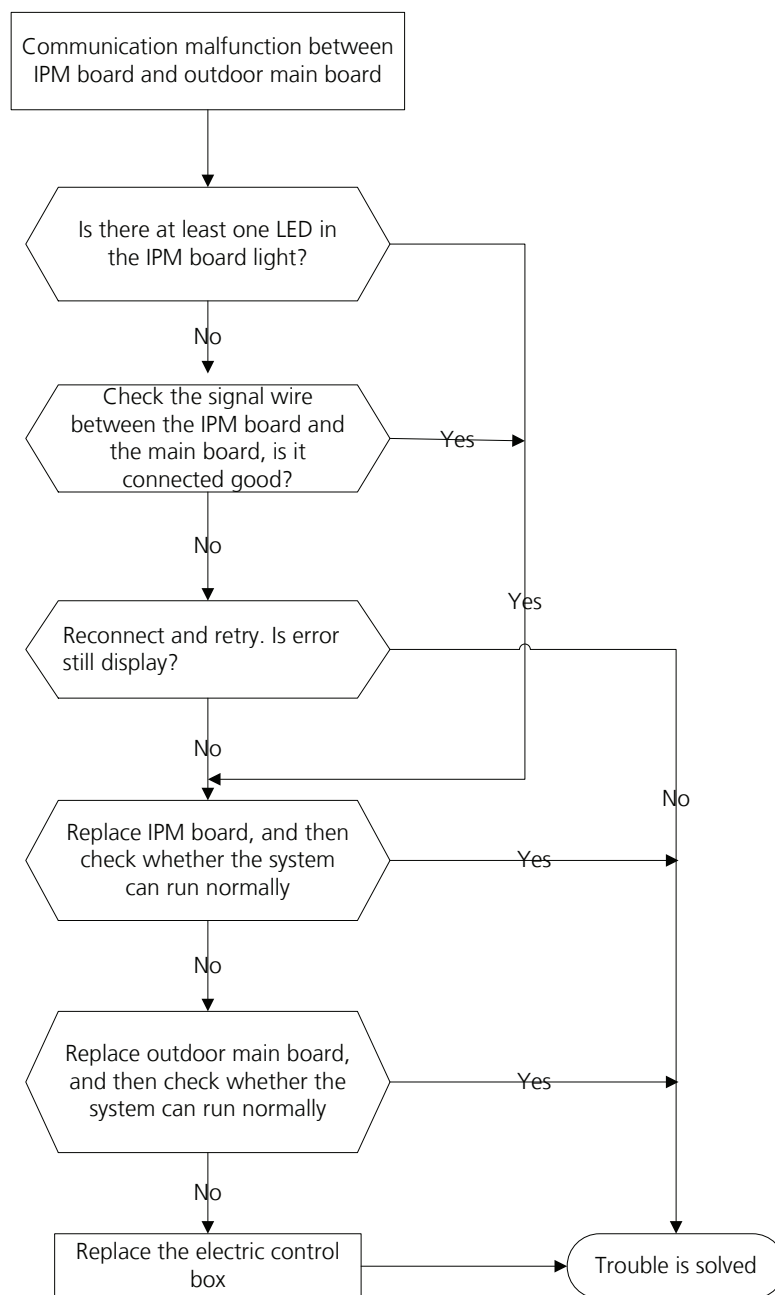 Communication malfunction between
IPM board and outdoor main board
Is there at least one LED in
the IPM board light?
No
Check the signal wire
between the IPM board and
the main board, is it
connected good?
Yes
No
Yes
Reconnect and retry. Is error
still display?
No
No
Replace IPM board, and then
check whether the system
can run normally
Yes
No
Replace outdoor main board,
and then check whether the
system can run normally
Yes
No
Replace the electric control
box
Trouble is solved